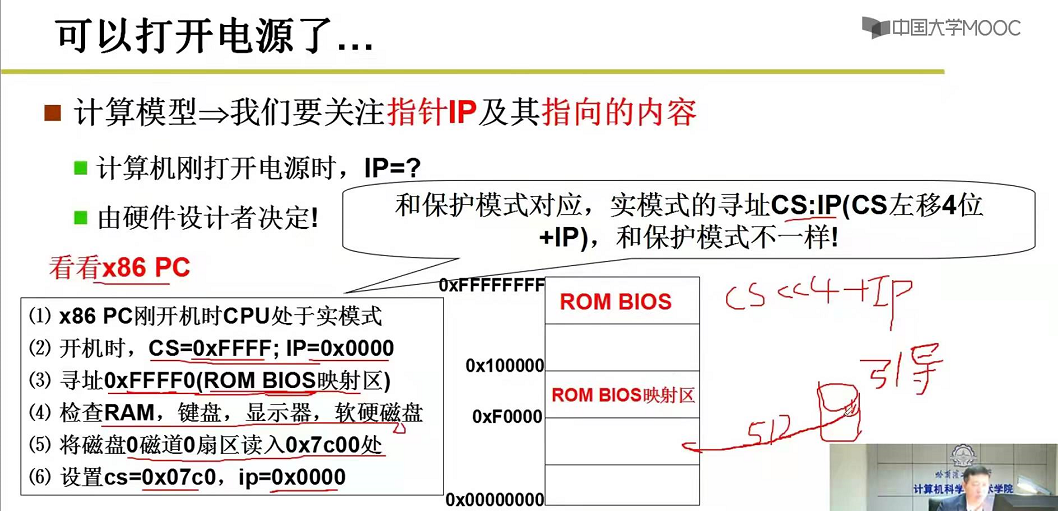 可以打开电源了...
中国大学MOOC
■ 计算模型⇒我们要关注指针IP及其指向的内容
■ 计算机刚打开电源时，IP=?
■ 由硬件设计者决定!
和保护模式对应，实模式的寻址CS:IP(CS左移4位
+IP)，和保护模式不一样!
看看x86 PC
⑴ x86 PC刚开机时CPU处于实模式
⑵ 开机时，CS=0xFFFF; IP=0x0000
⑶ 寻址0xFFFF0(ROM BIOS映射区)
⑷ 检查RAM，键盘，显示器，软硬磁盘
⑸ 将磁盘0磁道0扇区读入0x7c00处
⑹ 设置cs=0x07c0，ip=0x0000
0xFFFFFFFF
ROM BIOS
0x100000
ROM BIOS映射区
0xF0000
0x00000000
CS<<4+IP
引导
512